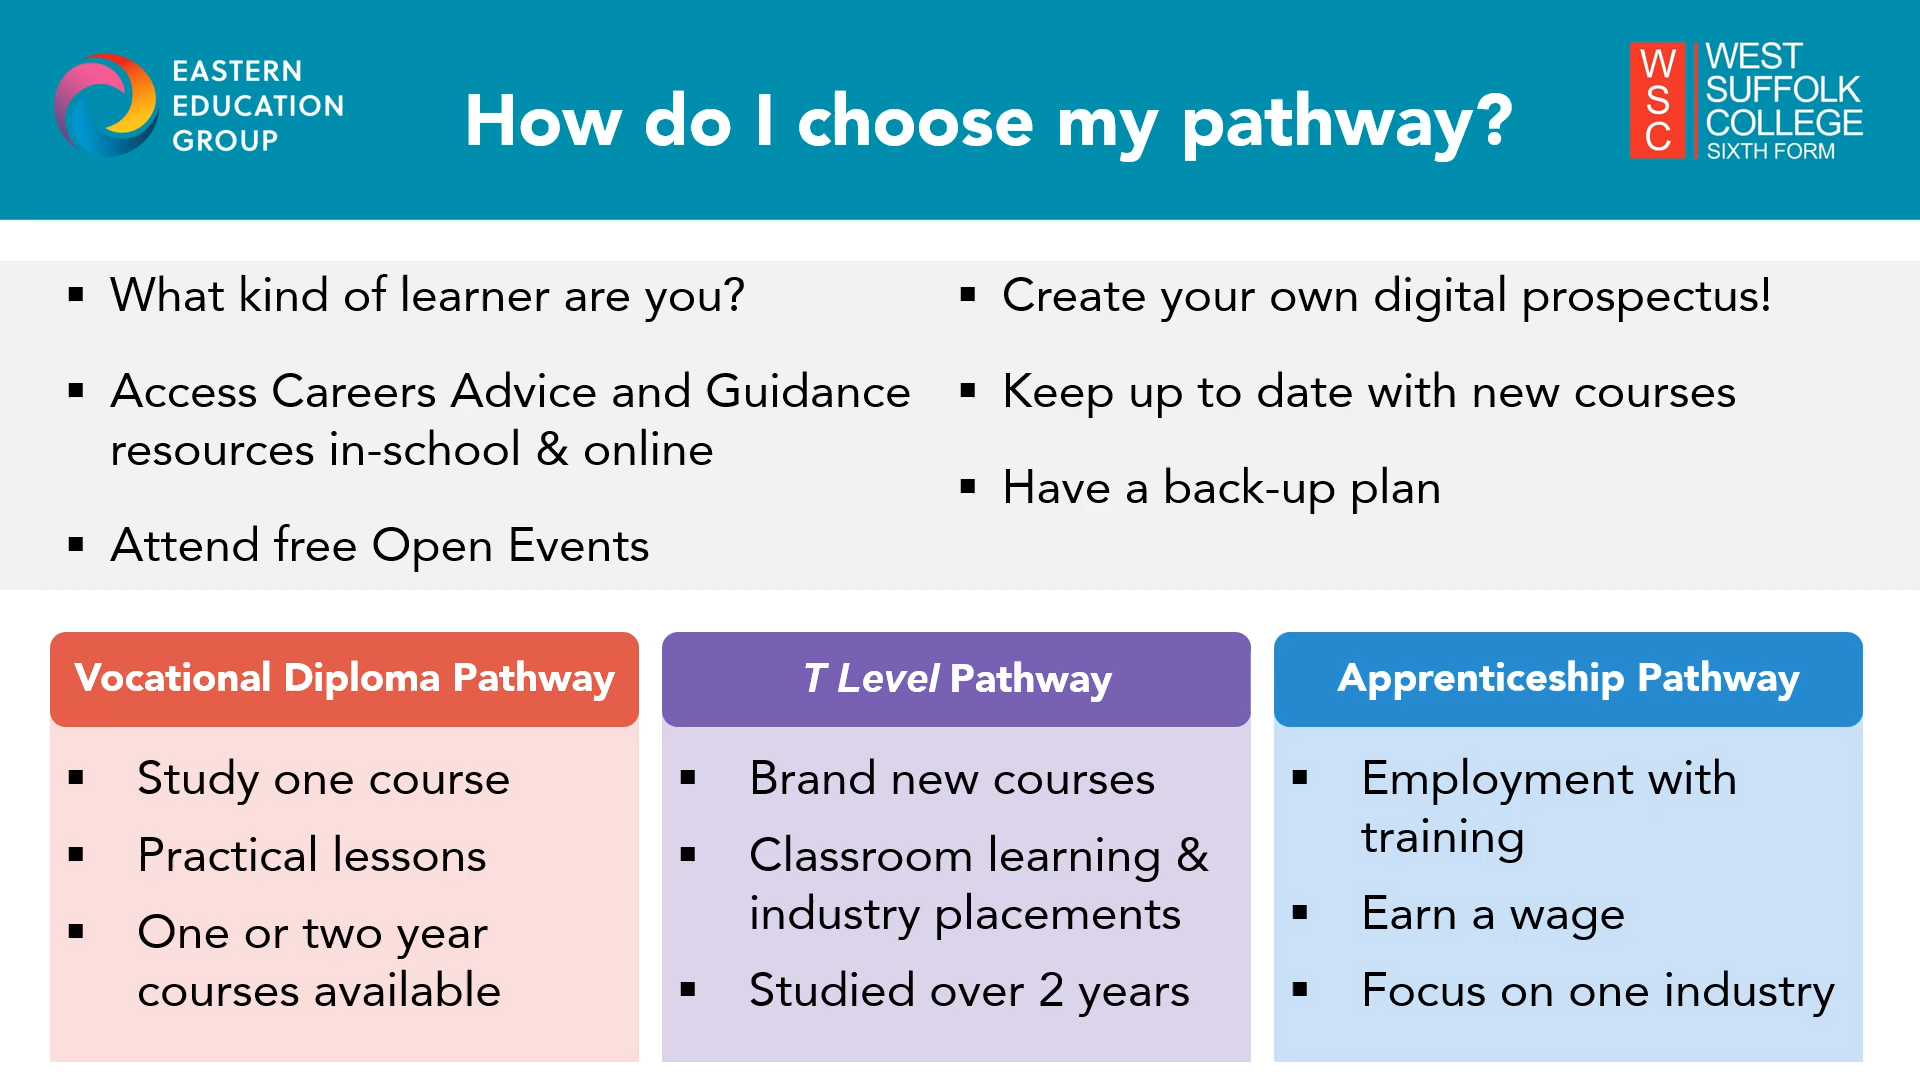 EASTERN
EDUCATION
GROUP
How do I choose my pathway?
W
S
C
WEST
SUFFOLK
COLLEGE
SIXTH FORM
▪ What kind of learner are you?
▪ Access Careers Advice and Guidance
resources in-school & online
▪ Attend free Open Events
▪ Create your own digital prospectus!
▪ Keep up to date with new courses
▪ Have a back-up plan
Vocational Diploma Pathway
▪ Study one course
▪ Practical lessons
▪ One or two year
courses available
T Level Pathway
▪ Brand new courses
▪ Classroom learning &
industry placements
▪ Studied over 2 years
Apprenticeship Pathway
▪ Employment with
training
▪ Earn a wage
▪ Focus on one industry